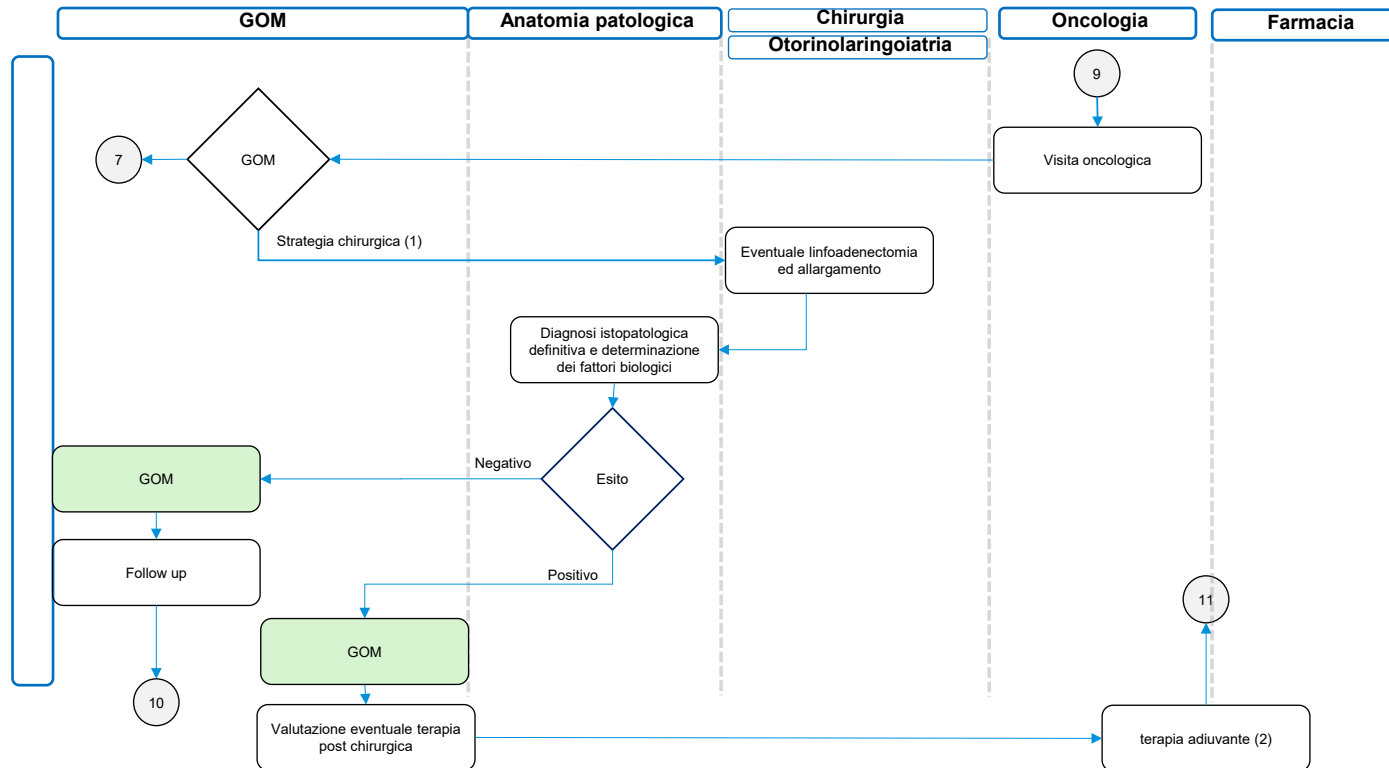 GOM
Anatomia patologica
Chirurgia
Oncologia
Farmacia
Otorinolaringoiatria
9
7
GOM
Visita oncologica
Strategia chirurgica (1)
Eventuale linfoadenectomia
ed allargamento
Diagnosi istopatologica
definitiva e determinazione
dei fattori biologici
Negativo
GOM
Esito
Follow up
Positivo
11
GOM
10
Valutazione eventuale terapia
post chirurgica
terapia adiuvante (2)